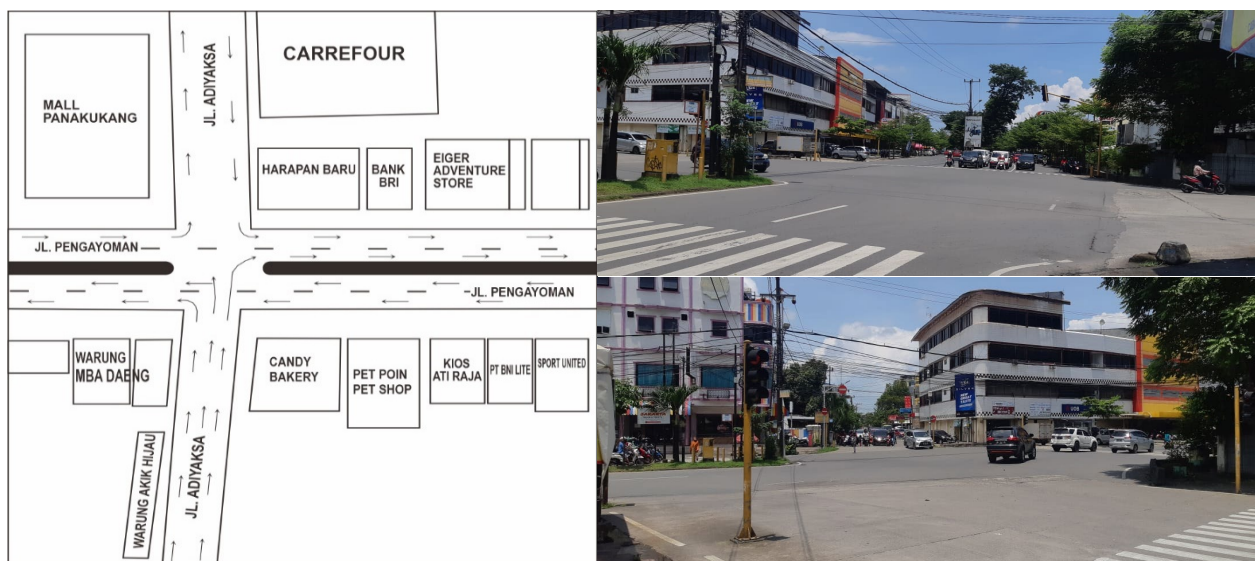 MALL
PANAKUKANG
JL. ADIYAKSA
CARREFOUR
HARAPAN BARU
BANK
BRI
EIGER
ADVENTURE
STORE
JL. PENGAYOMAN
JL. PENGAYOMAN
WARUNG
MBA DAENG
CANDY
BAKERY
PET POIN
PET SHOP
KIOS
ATI RAJA
PT BNI LITE
SPORT UNITED
WARUNG AKIK HIJAU
JL. ADIYAKSA